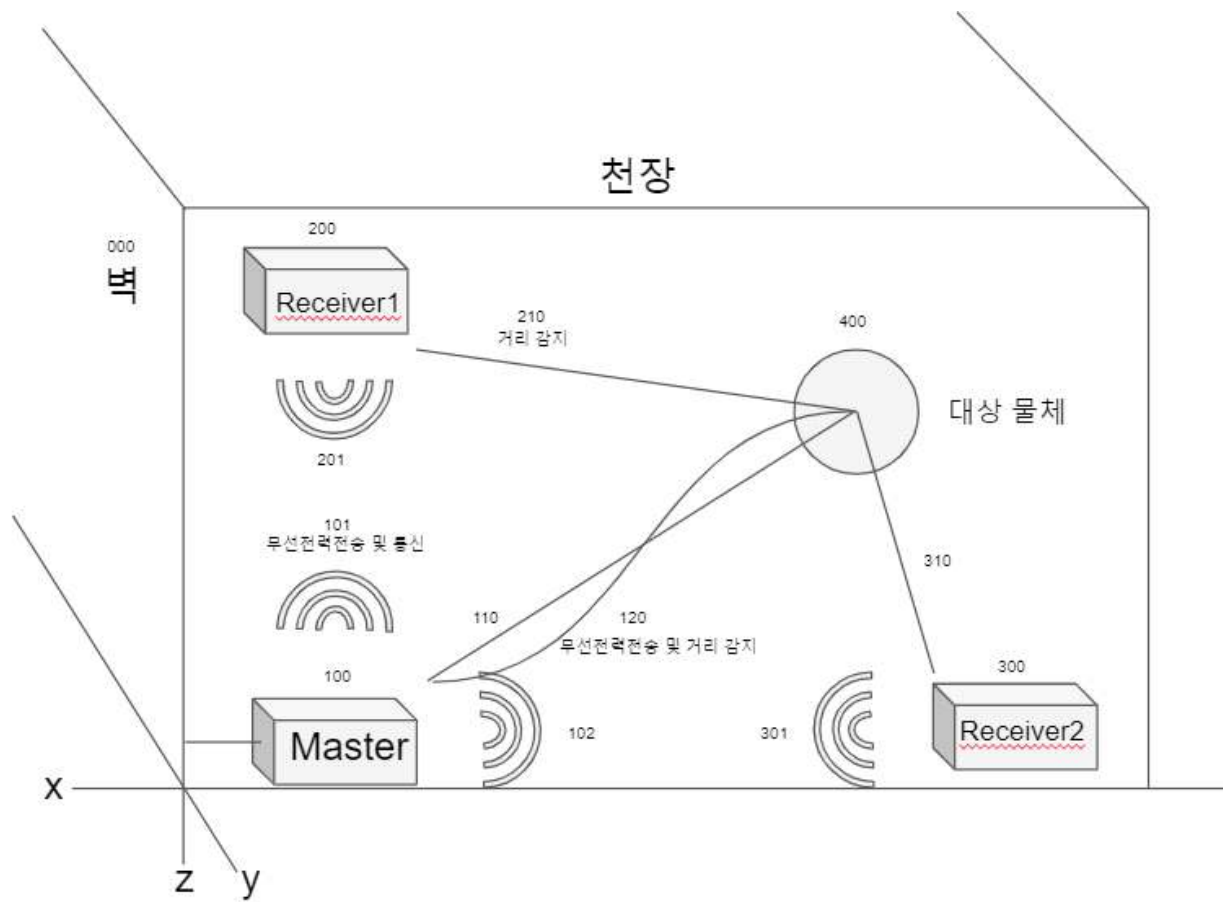 천장
000
벽
200
Receiver1
210
거리 감지
400
대상 물체
201
101
무선전력전송 및 통신
310
110
120
무선전력전송 및 거리 감지
100
300
Master
102
301
Receiver2
x
z
y